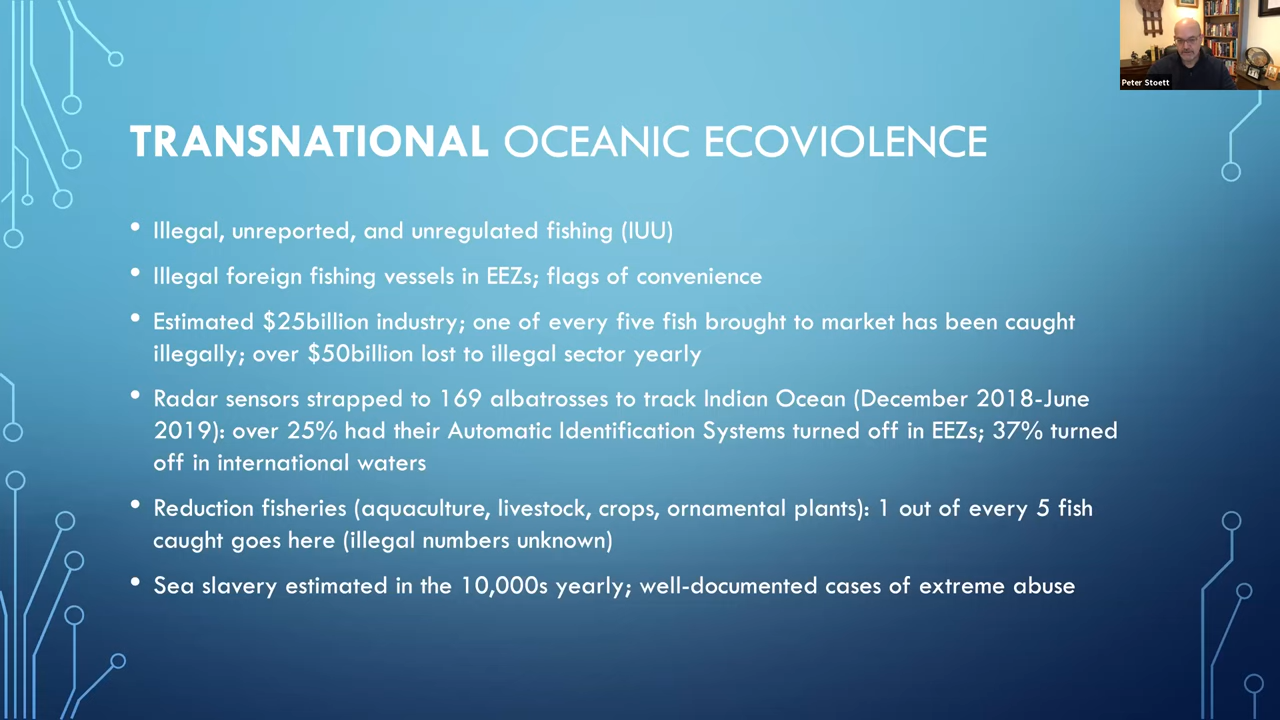 Peter Stoett
TRANSNATIONAL OCEANIC ECOVIOLENCE
• Illegal, unreported, and unregulated fishing (IUU)
• Illegal foreign fishing vessels in EEZs; flags of convenience
• Estimated $25billion industry; one of every five fish brought to market has been caught
illegally; over $50billion lost to illegal sector yearly
• Radar sensors strapped to 169 albatrosses to track Indian Ocean (December 2018-June
2019): over 25% had their Automatic Identification Systems turned off in EEZs; 37% turned
off in international waters
• Reduction fisheries (aquaculture, livestock, crops, ornamental plants): 1 out of every 5 fish
caught goes here (illegal numbers unknown)
• Sea slavery estimated in the 10,000s yearly; well-documented cases of extreme abuse